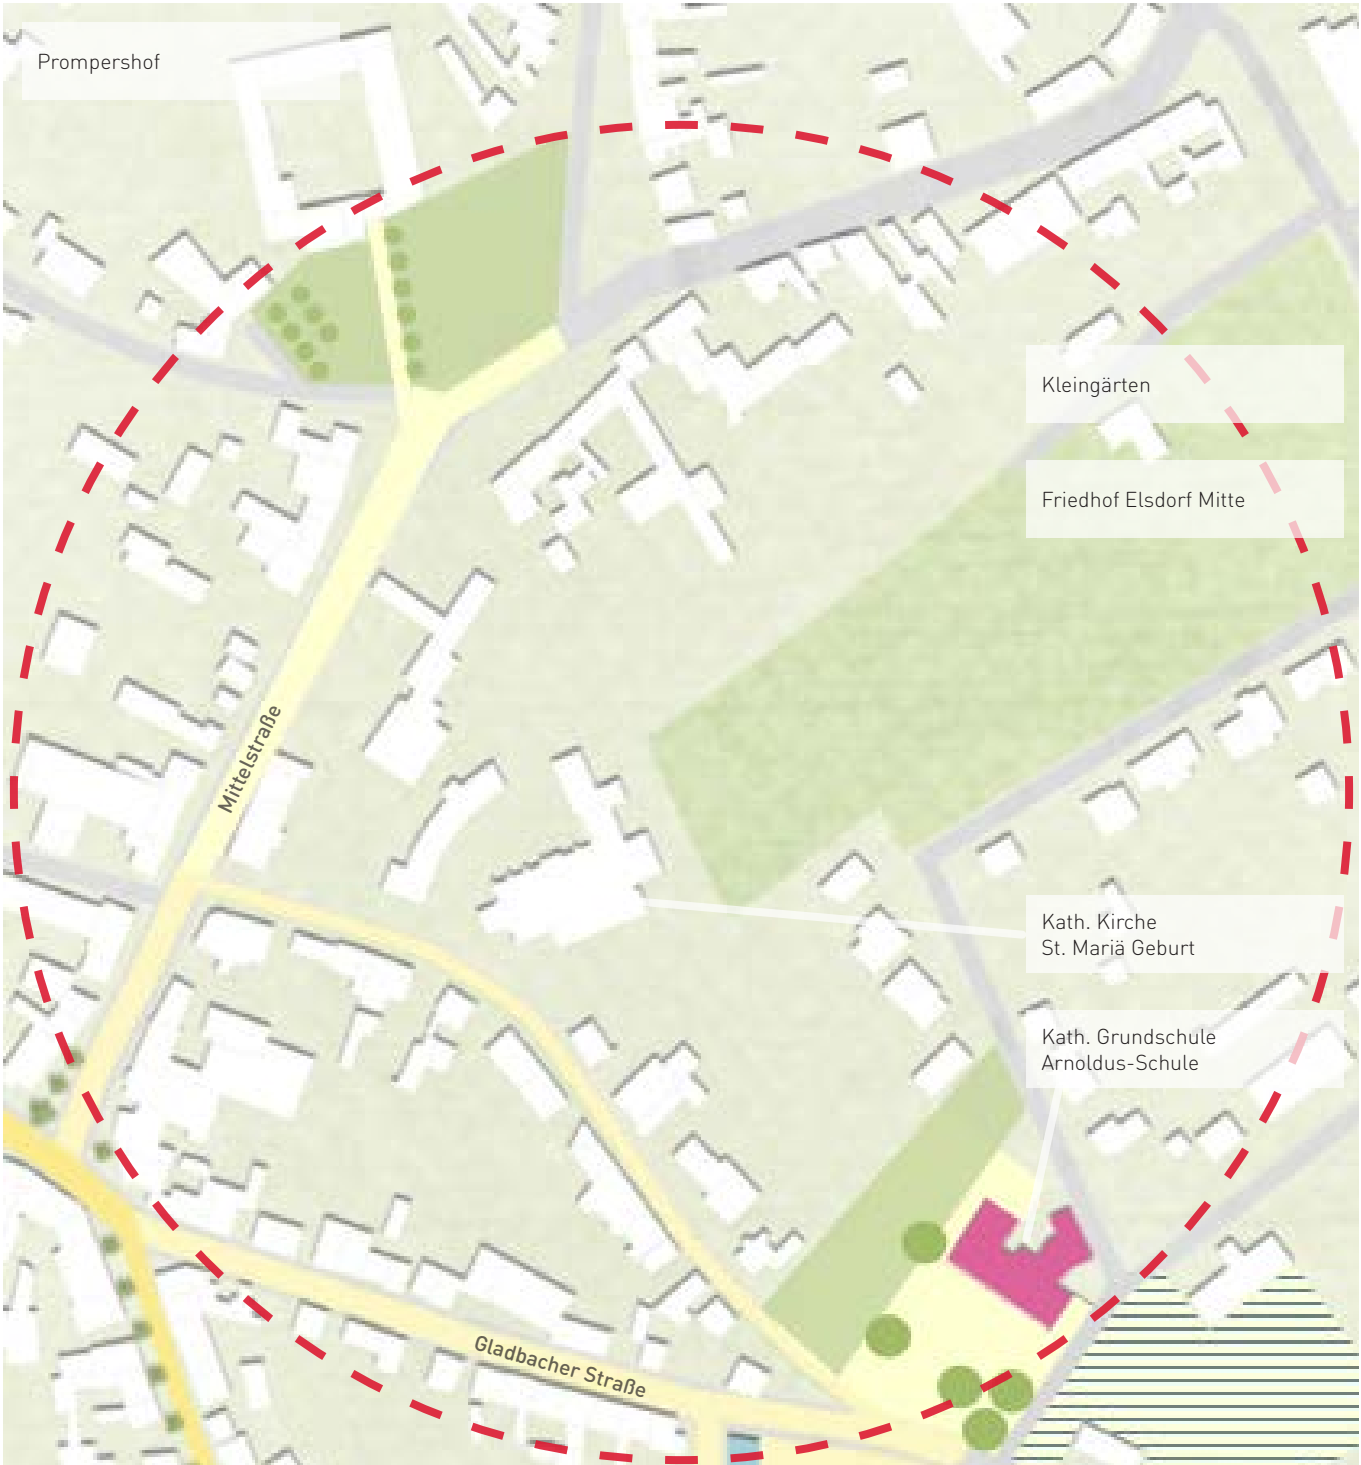 Prompershof
Kleingärten
Friedhof Elsdorf Mitte
Mittelstraße
Kath. Kirche
St. Mariä Geburt
Kath. Grundschule
Arnoldus-Schule
Gladbacher Straße